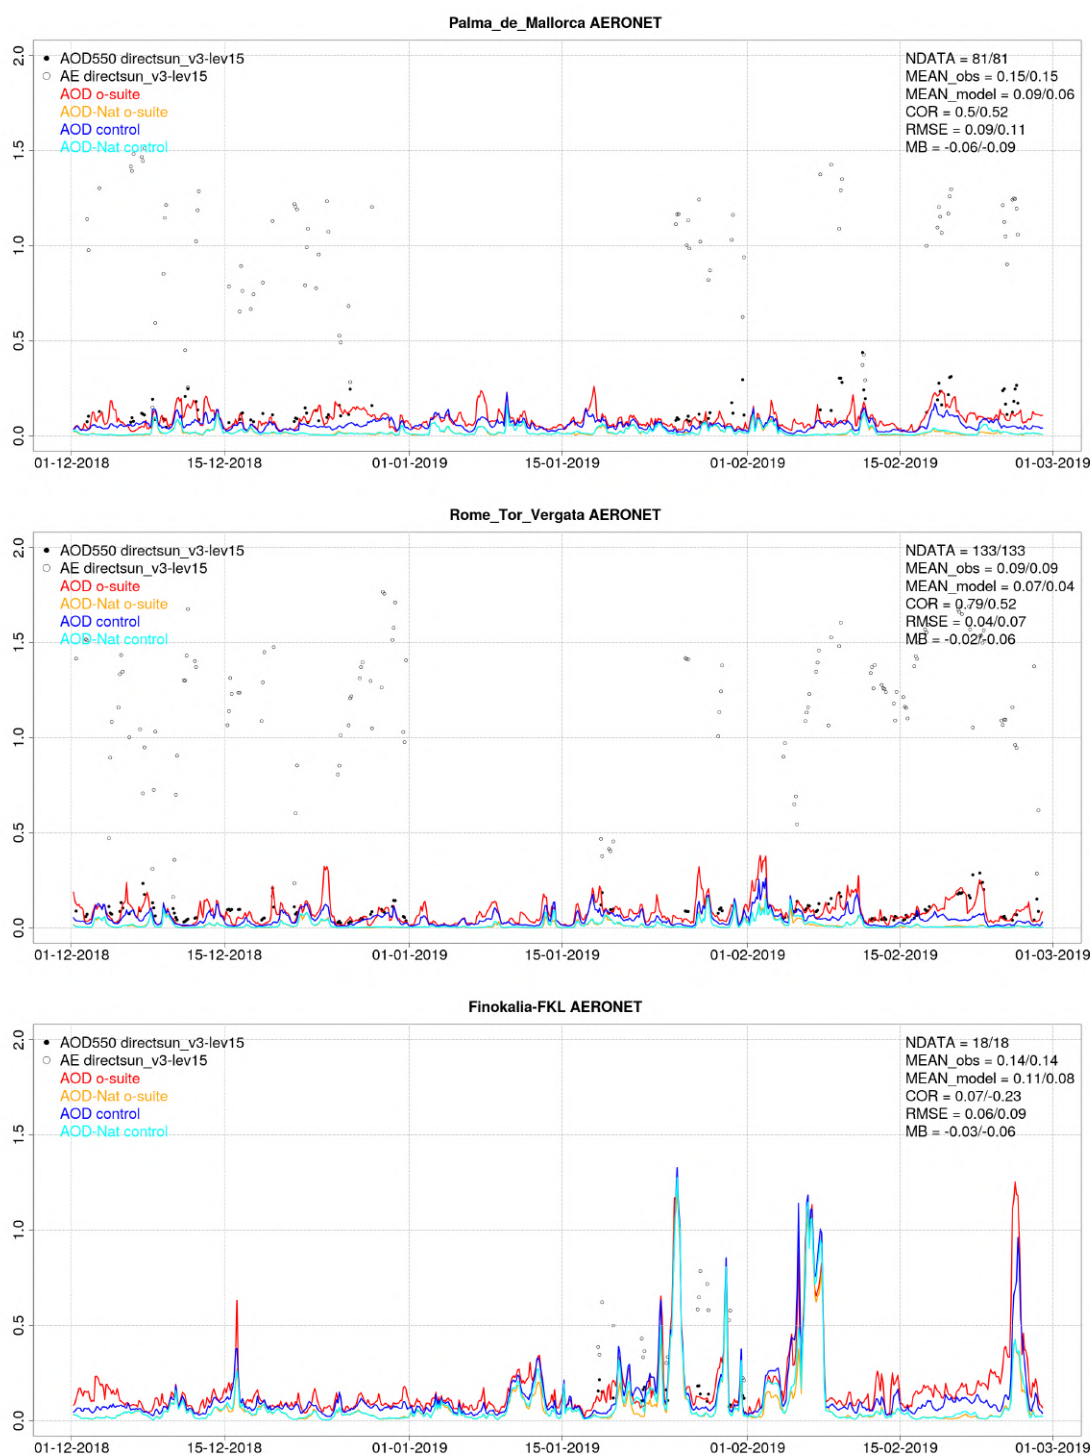 Palma_de_Mallorca AERONET
2.0
1.5
1.0
0.5
0.0
AOD550 directsun_v3-lev15
AE directsun_v3-lev15
AOD o-suite
AOD-Nat o-suite
AOD control
AOD-Nat control
NDATA = 81/81
MEAN_obs = 0.15/0.15
MEAN_model = 0.09/0.06
COR = 0.5/0.52
RMSE = 0.09/0.11
MB = -0.06/-0.09
01-12-2018 15-12-2018 01-01-2019 15-01-2019 01-02-2019 15-02-2019 01-03-2019
Rome_Tor_Vergata AERONET
2.0
1.5
1.0
0.5
0.0
AOD550 directsun_v3-lev15
AE directsun_v3-lev15
AOD o-suite
AOD-Nat o-suite
AOD control
AOD-Nat control
NDATA = 133/133
MEAN_obs = 0.09/0.09
MEAN_model = 0.07/0.04
COR = 0.79/0.52
RMSE = 0.04/0.07
MB = -0.02/-0.06
01-12-2018 15-12-2018 01-01-2019 15-01-2019 01-02-2019 15-02-2019 01-03-2019
Finokalia-FKL AERONET
2.0
1.5
1.0
0.5
0.0
AOD550 directsun_v3-lev15
AE directsun_v3-lev15
AOD o-suite
AOD-Nat o-suite
AOD control
AOD-Nat control
NDATA = 18/18
MEAN_obs = 0.14/0.14
MEAN_model = 0.11/0.08
COR = 0.07/-0.23
RMSE = 0.06/0.09
MB = -0.03/-0.06
01-12-2018 15-12-2018 01-01-2019 15-01-2019 01-02-2019 15-02-2019 01-03-2019